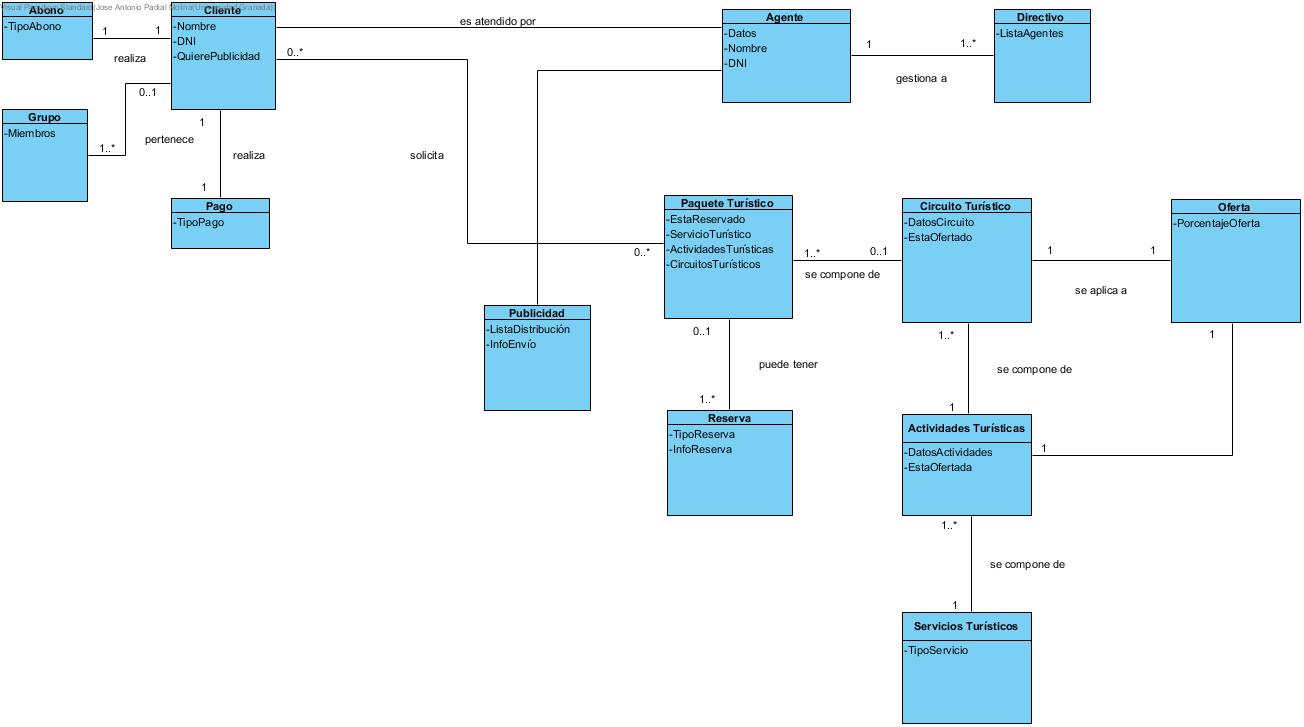 Visual Paradigm Standard(Jose Antonio Padial Molina(Universidad Granada))
Abono
-TipoAbono
1
1
realiza
Cliente
-Nombre
-DNI
-QuierePublicidad
0..*
es atendido por
Agente
-Datos
-Nombre
-DNI
1
1..*
gestiona a
Directivo
-ListaAgentes
0..1
Grupo
-Miembros
1..*
pertenece
1
realiza
1
solicita
Pago
-TipoPago
Paquete Turístico
-EstaReservado
-ServicioTurístico
-ActividadesTurísticas
-CircuitosTurísticos
0..*
1..*
0..1
se compone de
Circuito Turístico
-DatosCircuito
-EstaOfertado
1
1
se aplica a
Oferta
-PorcentajeOferta
Publicidad
-ListaDistribución
-InfoEnvío
0..1
puede tener
1..*
1..*
se compone de
1
1
Reserva
-TipoReserva
-InfoReserva
Actividades Turísticas
-DatosActividades
-EstaOfertada
1
1..*
se compone de
1
Servicios Turísticos
-TipoServicio